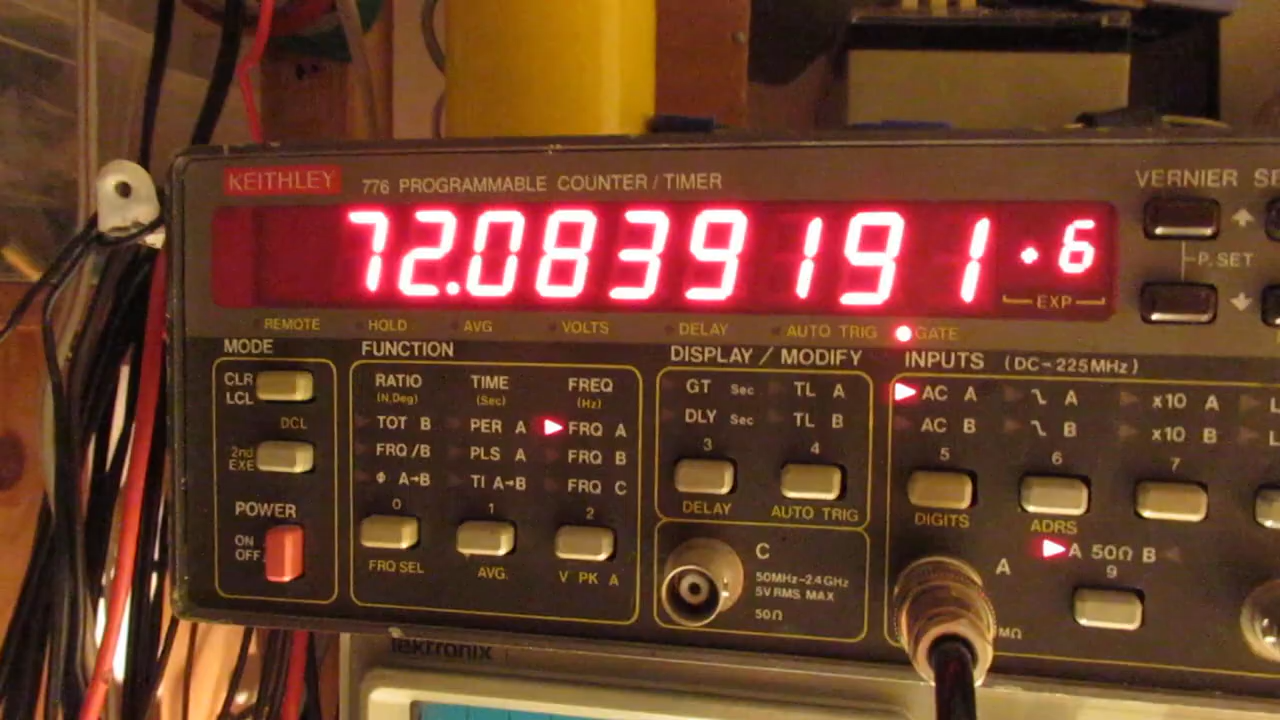 KEITHLEY 776 PROGRAMMABLE COUNTER / TIMER
VERNIER
72.0839191 +6
EXP
P. SET
REMOTE HOLD AVG VOLTS DELAY AUTO TRIG GATE
MODE FUNCTION DISPLAY / MODIFY INPUTS (DC-225MHz)
CLR
LCL
DCL
2nd
EXE
POWER
ON
OFF
RATIO TIME FREQ
(N,Deg) (Sec) (Hz)
TOT B PER A FRQ A
FRQ /B PLS A FRQ B
Φ A→B TI A→B FRQ C
0 1 2
FRQ SEL AVG. V PK A
GT Sec TL A
DLY Sec TL B
3 4
DELAY AUTO TRIG
C
50MHz-2.4GHz
5V RMS MAX
50Ω
AC A A x10 A
AC B B x10 B
5 6 7
DIGITS ADRS
A 50Ω B
9
A
MΩ
Tektronix